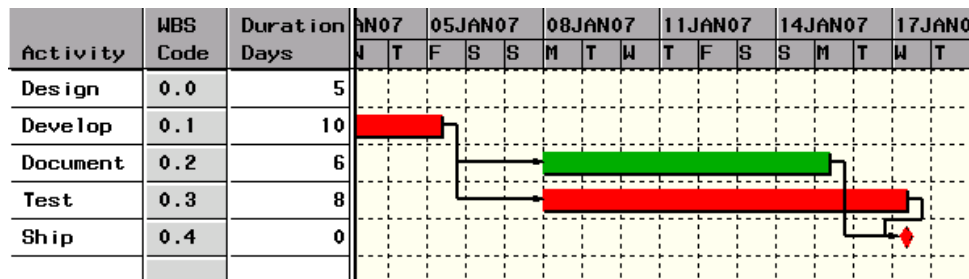 WBS Duration AN07 05JAN07 08JAN07 11JAN07 14JAN07 17JAN0
Activity Code Days W T F S S M T W T F S S M T W T
Design 0.0 5
Develop 0.1 10
Document 0.2 6
Test 0.3 8
Ship 0.4 0